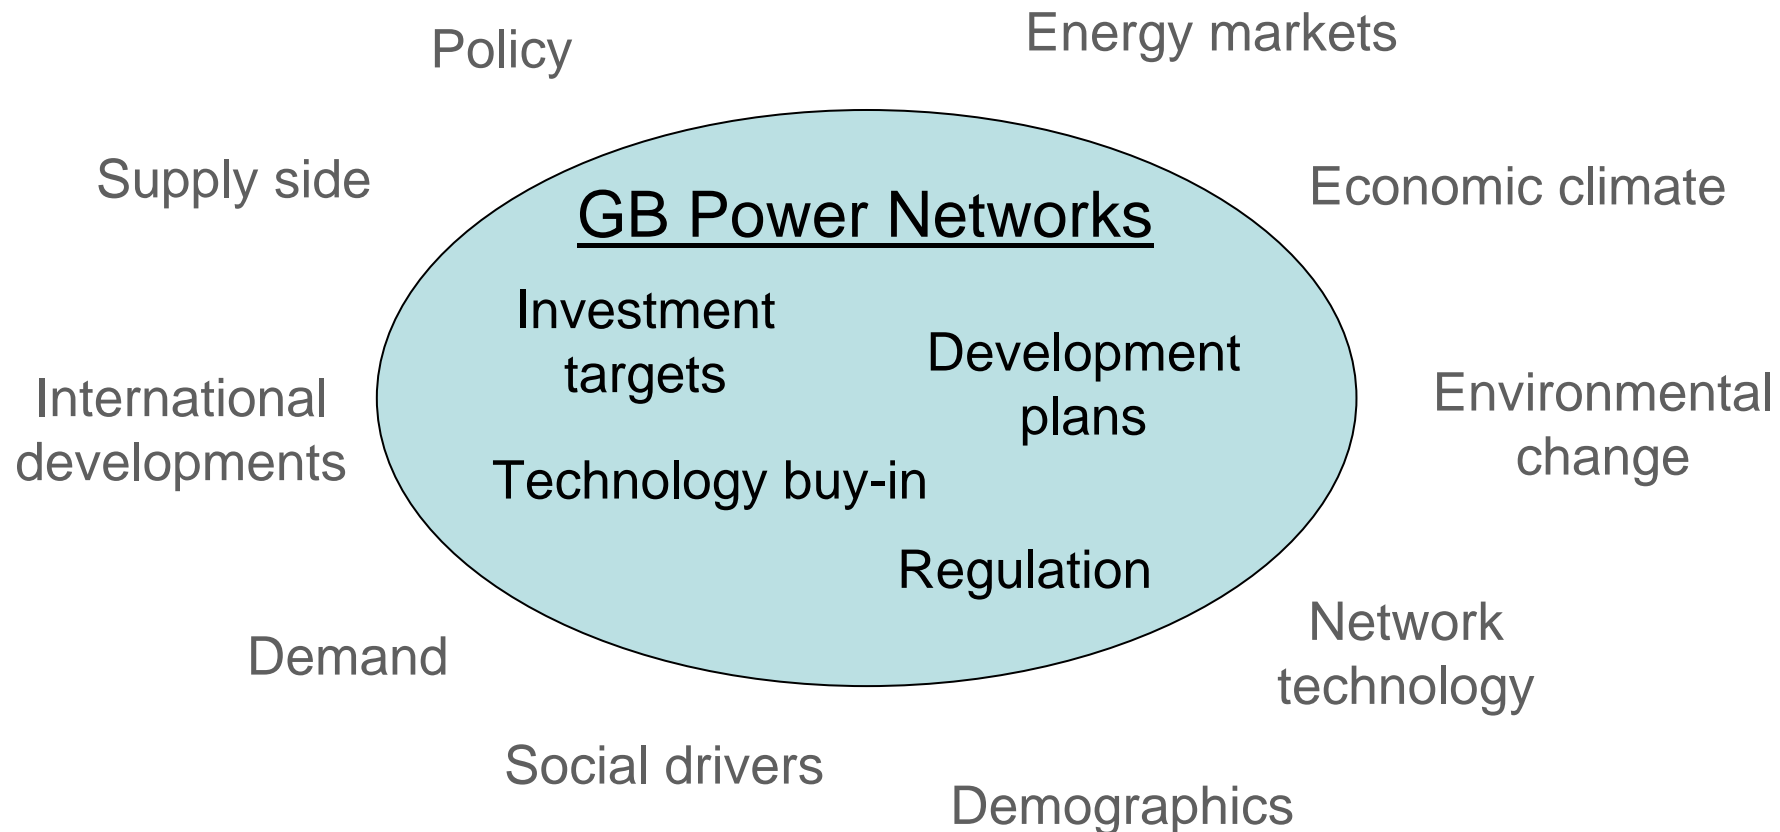 Policy
Energy markets
Supply side
Economic climate
GB Power Networks
Investment
targets
Development
plans
International
developments
Environmental
change
Technology buy-in
Regulation
Demand
Network
technology
Social drivers
Demographics